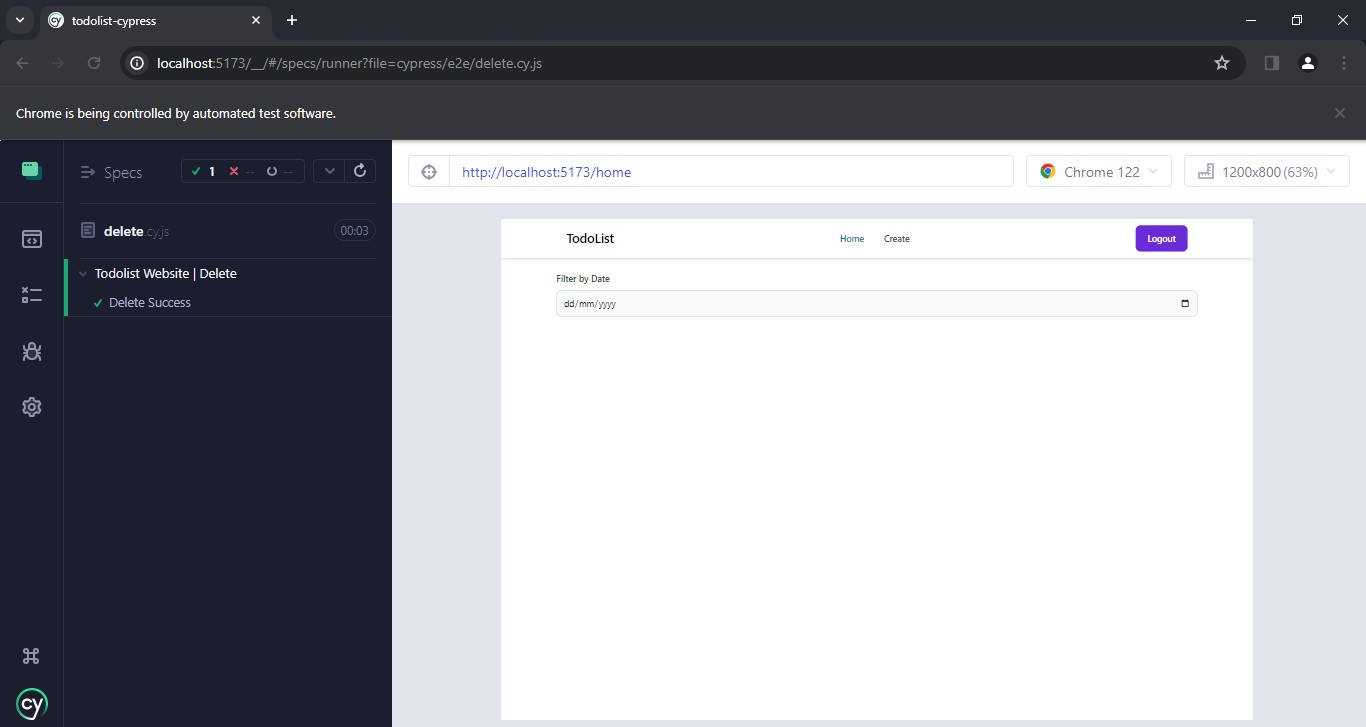 todolist-cypress
localhost:5173/__/#/specs/runner?file=cypress/e2e/delete.cy.js
Chrome is being controlled by automated test software.
Specs
1
--
--
http://localhost:5173/home
Chrome 122
1200x800 (63%)
delete.cy.js
00:03
Todolist Website | Delete
Delete Success
TodoList
Home
Create
Logout
Filter by Date
dd/mm/yyyy
cy